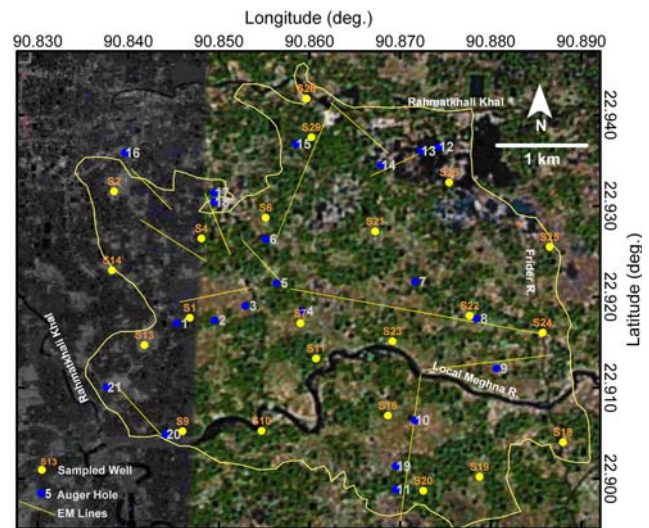 Longitude (deg.)
90.830 90.840 90.850 90.860 90.870 90.880 90.890
S28
Rahmatkhali Khal
22.940
N
S29
15
16
13
12
14
1 km
S2
17
22.930
S6
S4
S21
6
S25
S14
5
7
Frider R.
Latitude (deg.)
22.920
3
4
S1
1
2
S22
8
S24
S13
S23
S11
Rahmatkhali Khal
9
Local Meghna R.
22.910
21
S16
10
S9
S10
20
S18
S13
Sampled Well
19
S19
22.900
5
Auger Hole
11
S20
EM Lines